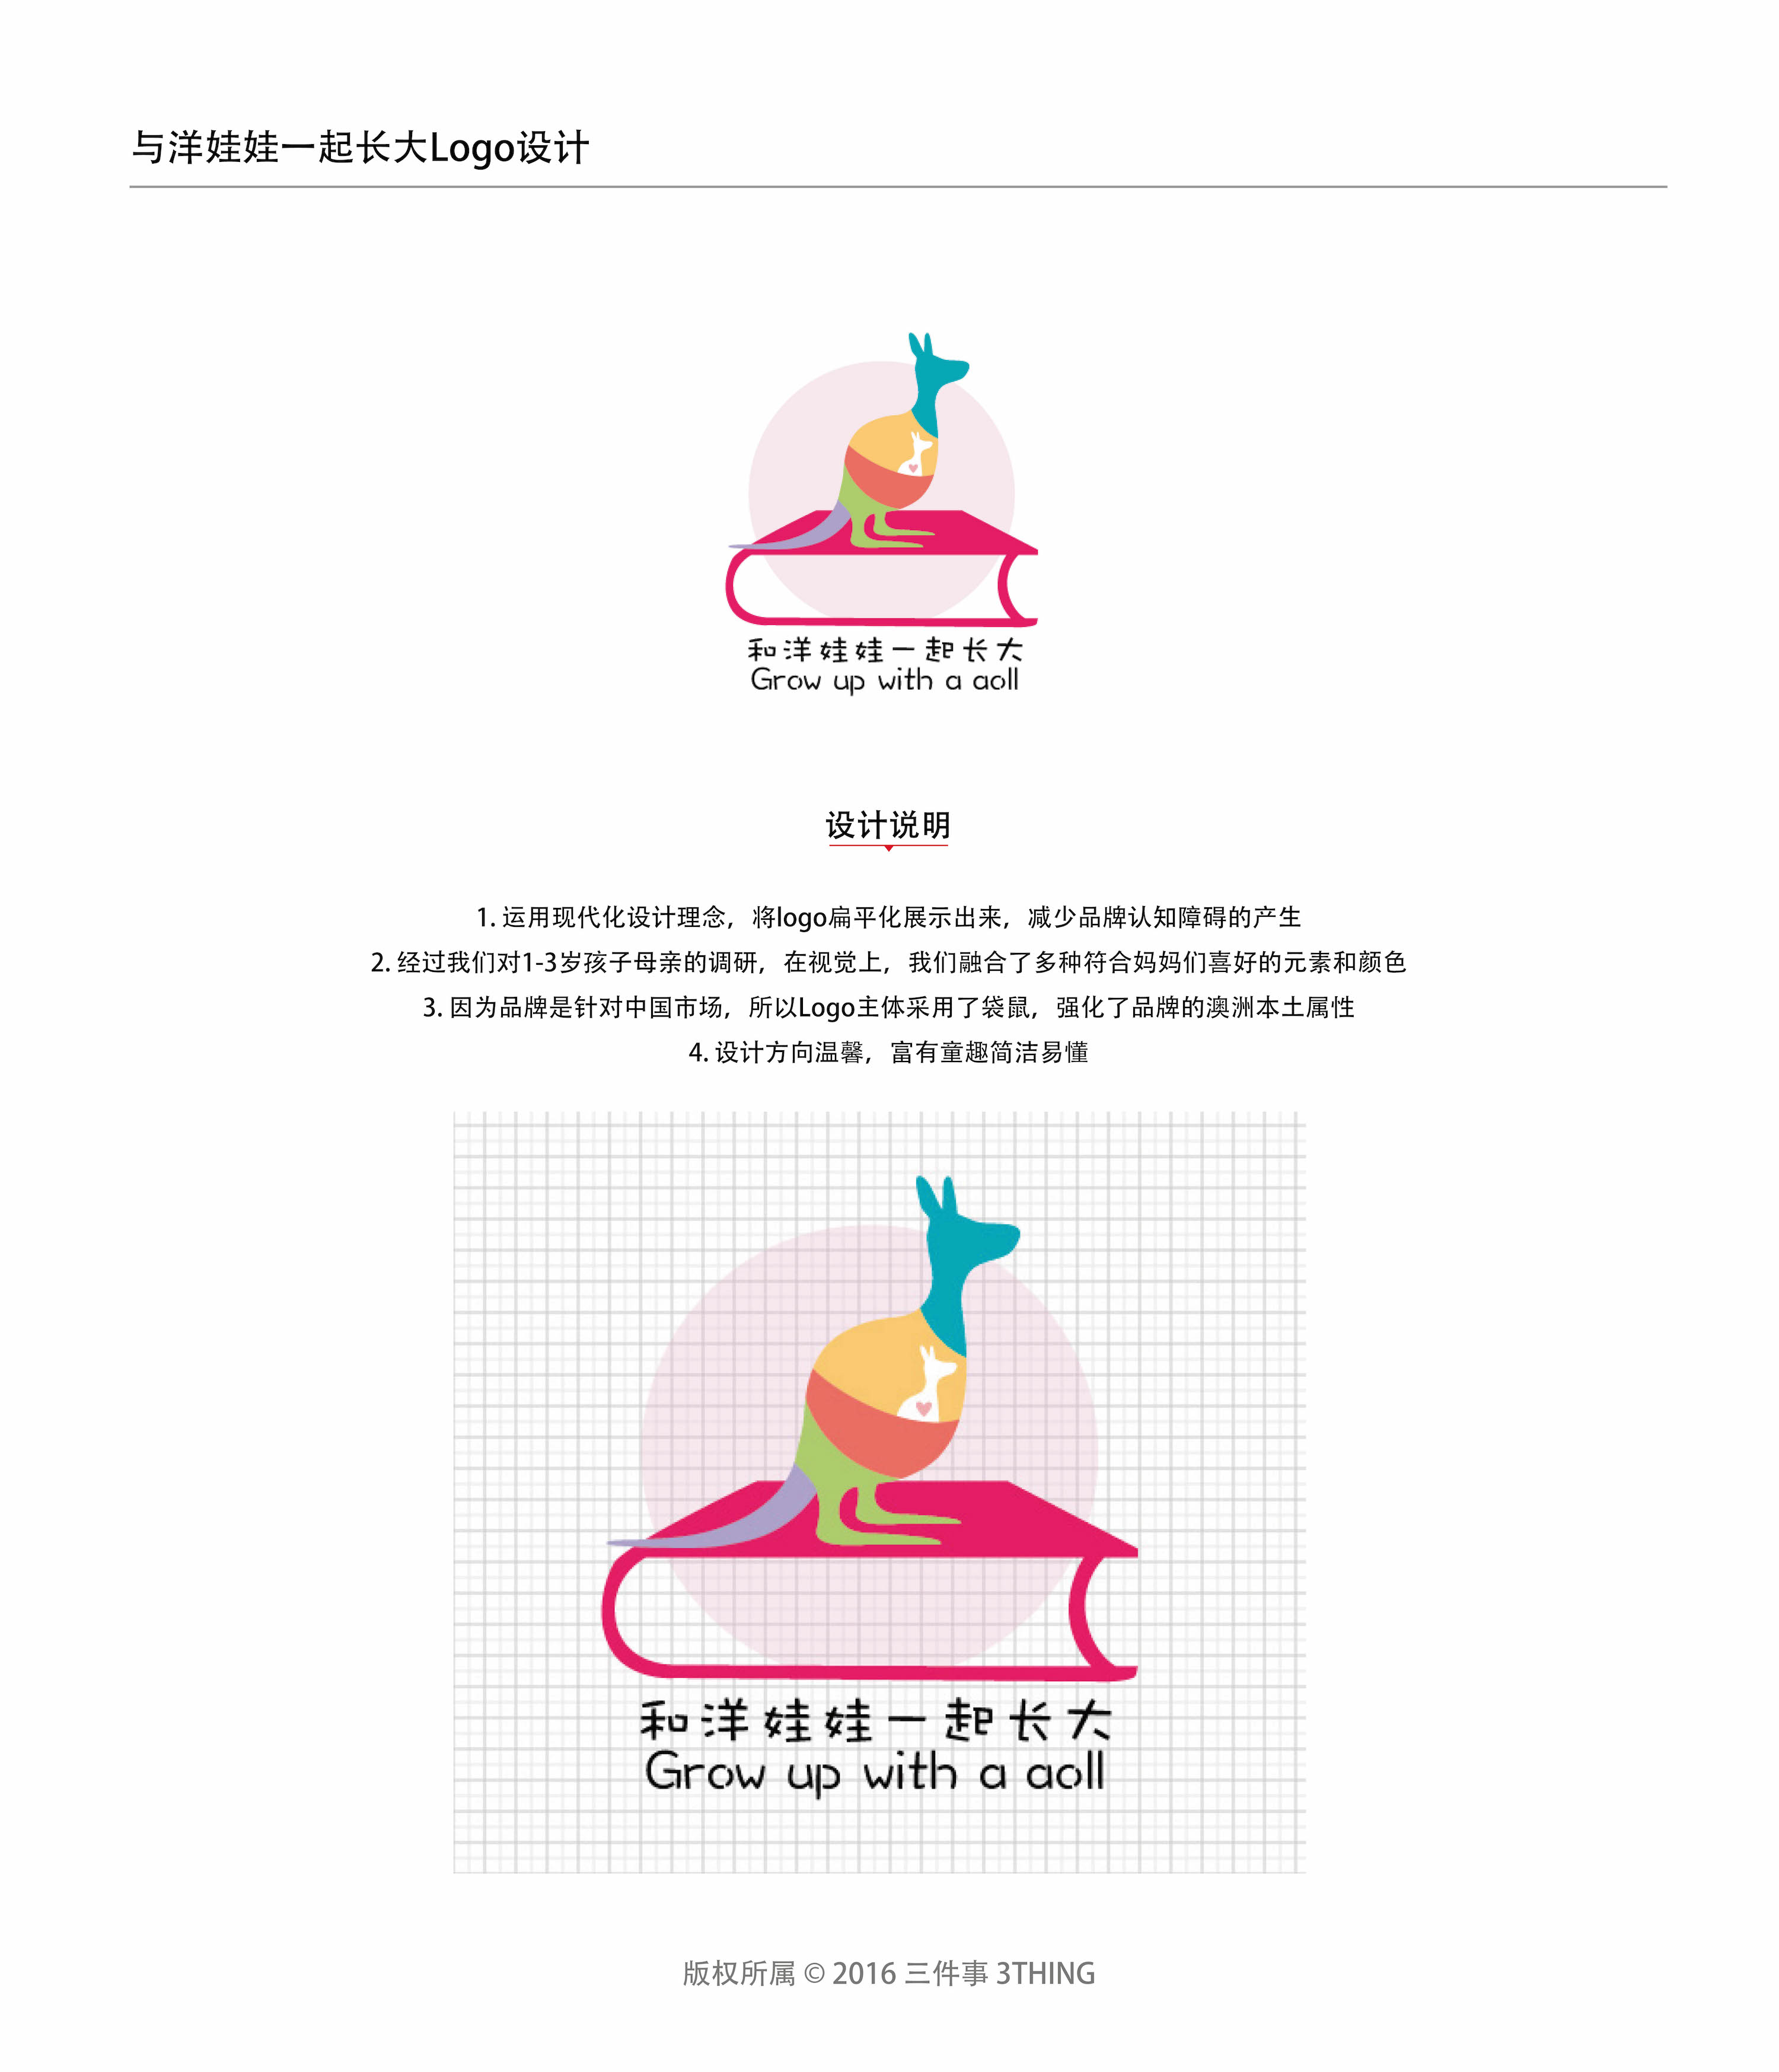 与洋娃娃一起长大Logo设计
和洋娃娃一起长大
Grow up with a aoll
设计说明
1. 运用现代化设计理念，将logo扁平化展示出来，减少品牌认知障碍的产生
2. 经过我们对1-3岁孩子母亲的调研，在视觉上，我们融合了多种符合妈妈们喜好的元素和颜色
3. 因为品牌是针对中国市场，所以Logo主体采用了袋鼠，强化了品牌的澳洲本土属性
4. 设计方向温馨，富有童趣简洁易懂
和洋娃娃一起长大
Grow up with a aoll
版权所属 © 2016 三件事 3THING